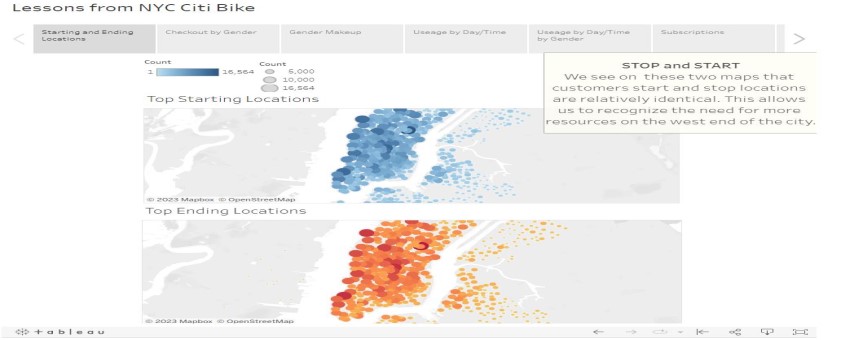 Lessons from NYC Citi Bike
Starting and Ending
Locations
Checkout by Gender
Gender Makeup
Useage by Day/Time
Useage by Day/Time
by Gender
Subscriptions
STOP and START
We see on these two maps that
customer's start and stop locations
are relatively identical. This allows
us to recognize the need for more
resources on the west end of the city.
Count
1 16,564
Count
5,000
10,000
16,564
Top Starting Locations
© 2023 Mapbox © OpenStreetMap
Top Ending Locations
© 2023 Mapbox © OpenStreetMap
+ a b l e a u